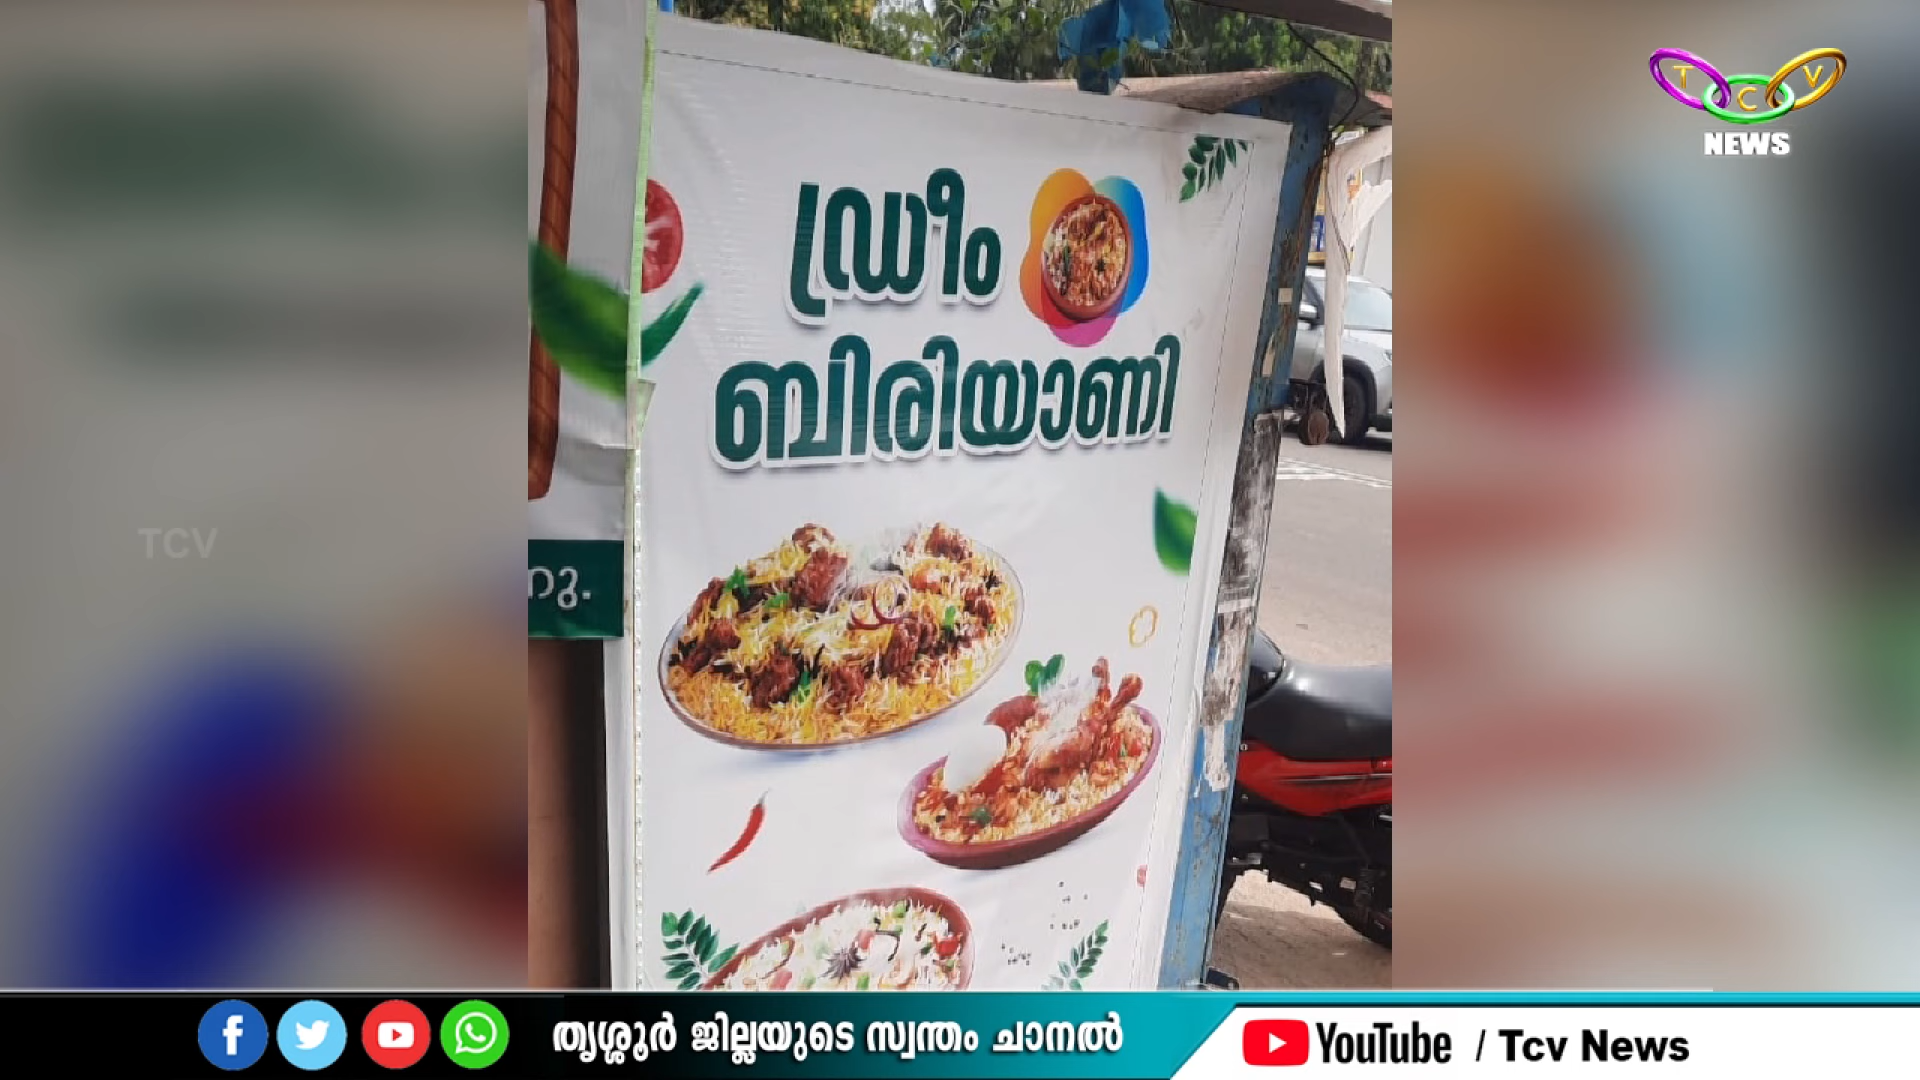 T C V
NEWS
ഡ്രീം
ബിരിയാണി
TCV
നു.
തൃശ്ശൂർ ജില്ലയുടെ സ്വന്തം ചാനൽ
YouTube / Tcv News